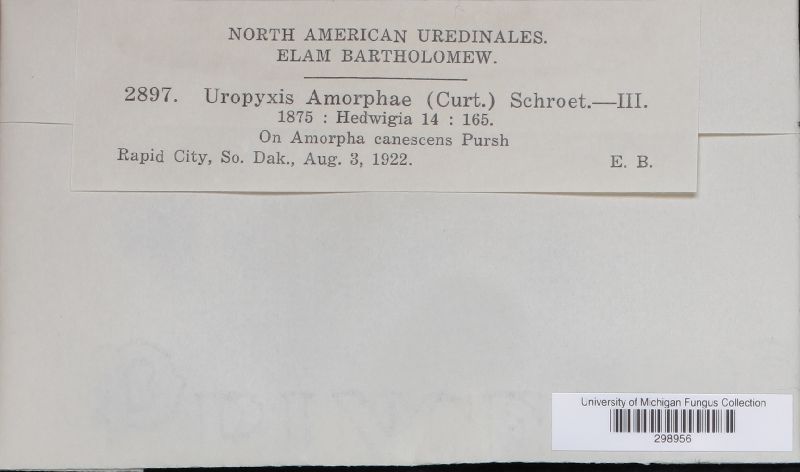 NORTH AMERICAN UREDINALES.
ELAM BARTHOLOMEW.
2897. Uropyxis Amorphae (Curt.) Schroet.—III.
1875 : Hedwigia 14 : 165.
On Amorpha canescens Pursh
Rapid City, So. Dak., Aug. 3, 1922. E. B.
University of Michigan Fungus Collection
298956